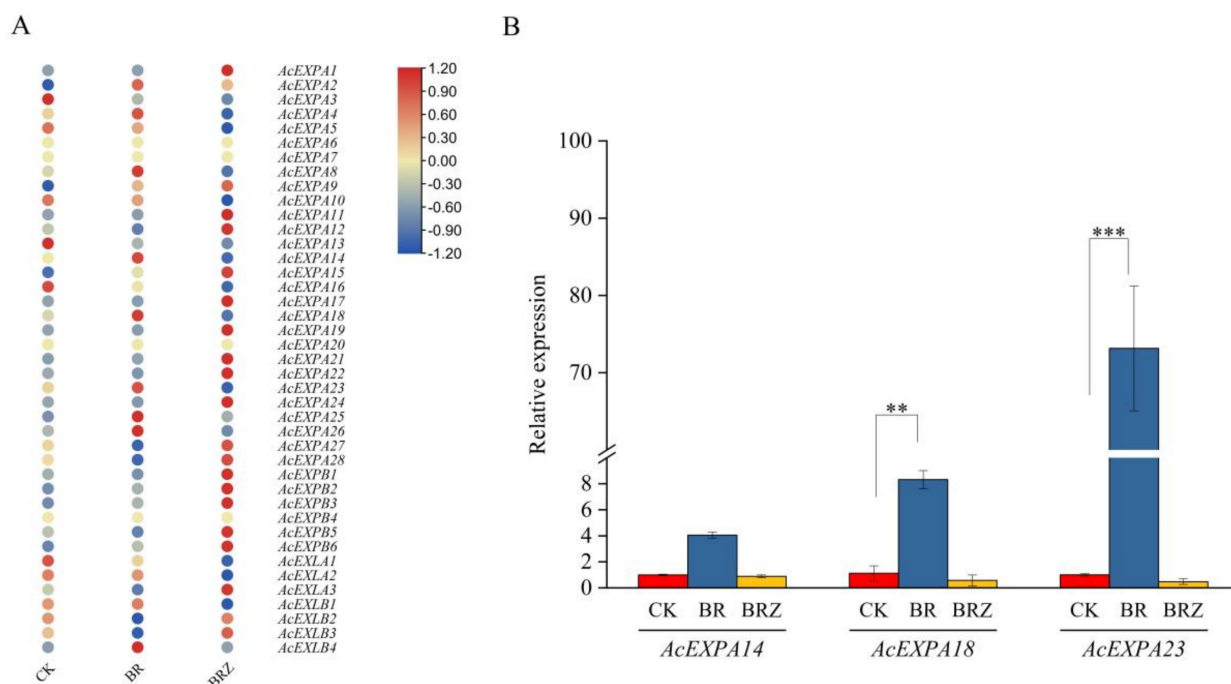 A
AcEXPA1
AcEXPA2
AcEXPA3
AcEXPA4
AcEXPA5
AcEXPA6
AcEXPA7
AcEXPA8
AcEXPA9
AcEXPA10
AcEXPA11
AcEXPA12
AcEXPA13
AcEXPA14
AcEXPA15
AcEXPA16
AcEXPA17
AcEXPA18
AcEXPA19
AcEXPA20
AcEXPA21
AcEXPA22
AcEXPA23
AcEXPA24
AcEXPA25
AcEXPA26
AcEXPA27
AcEXPA28
AcEXPB1
AcEXPB2
AcEXPB3
AcEXPB4
AcEXPB5
AcEXPB6
AcEXLA1
AcEXLA2
AcEXLA3
AcEXLB1
AcEXLB2
AcEXLB3
AcEXLB4
CK BR BRZ
1.20
0.90
0.60
0.30
0.00
-0.30
-0.60
-0.90
-1.20
B
Relative expression
100
90
80
70
8
6
4
2
0
**
***
CK BR BRZ CK BR BRZ CK BR BRZ
AcEXPA14 AcEXPA18 AcEXPA23